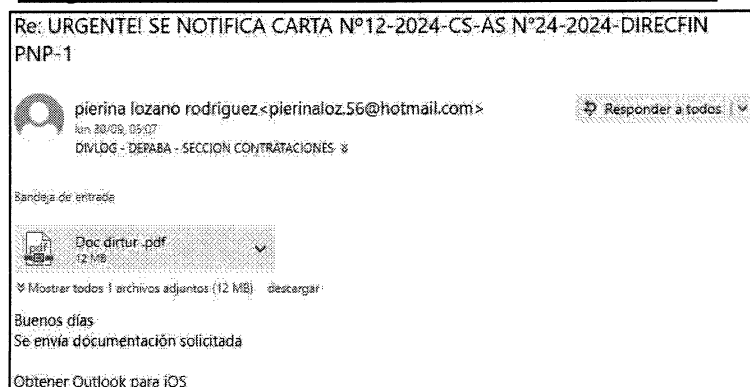 Re: URGENTE! SE NOTIFICA CARTA Nº12-2024-CS-AS N°24-2024-DIRECFIN
PNP-1
pierina lozano rodriguez<pierinaloz.56@hotmail.com>
Responder a todos
lun 30/09, 05:07
DIVLOG - DEPABA - SECCION CONTRATACIONES
Bandeja de entrada
pdf
Doc dirtur .pdf
12 MB
Mostrar todos 1 archivos adjuntos (12 MB) descargar
Buenos días
Se envía documentación solicitada
Obtener Outlook para iOS